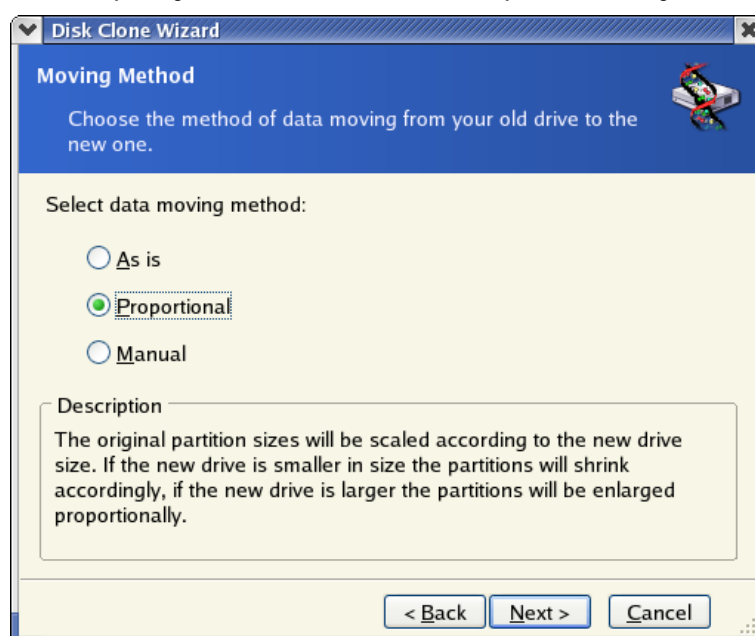 Disk Clone Wizard
Moving Method
Choose the method of data moving from your old drive to the
new one.
Select data moving method:
As is
Proportional
Manual
Description
The original partition sizes will be scaled according to the new drive
size. If the new drive is smaller in size the partitions will shrink
accordingly, if the new drive is larger the partitions will be enlarged
proportionally.
< Back
Next >
Cancel